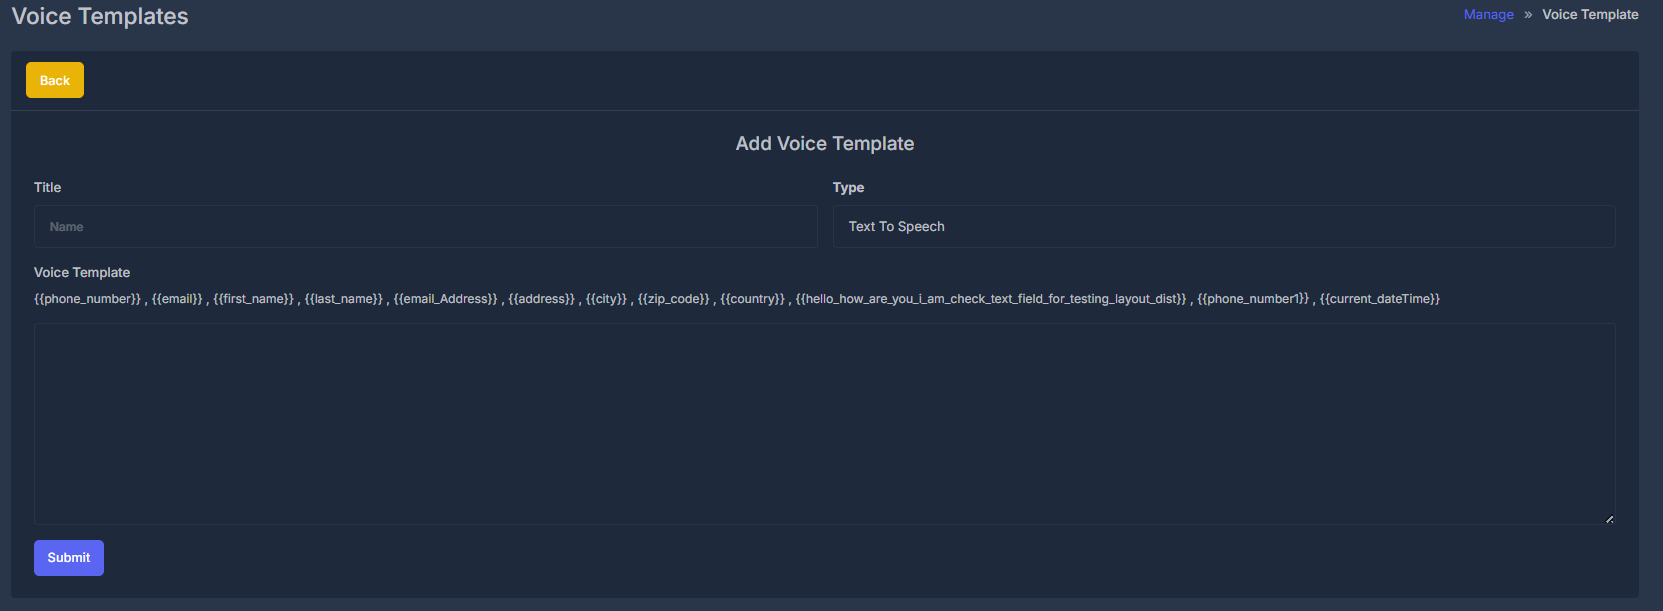 Voice Templates
Manage » Voice Template
Back
Add Voice Template
Title
Type
Name
Text To Speech
Voice Template
{{phone_number}} , {{email}} , {{first_name}} , {{last_name}} , {{email_Address}} , {{address}} , {{city}} , {{zip_code}} , {{country}} , {{hello_how_are_you_i_am_check_text_field_for_testing_layout_dist}} , {{phone_number1}} , {{current_dateTime}}
Submit